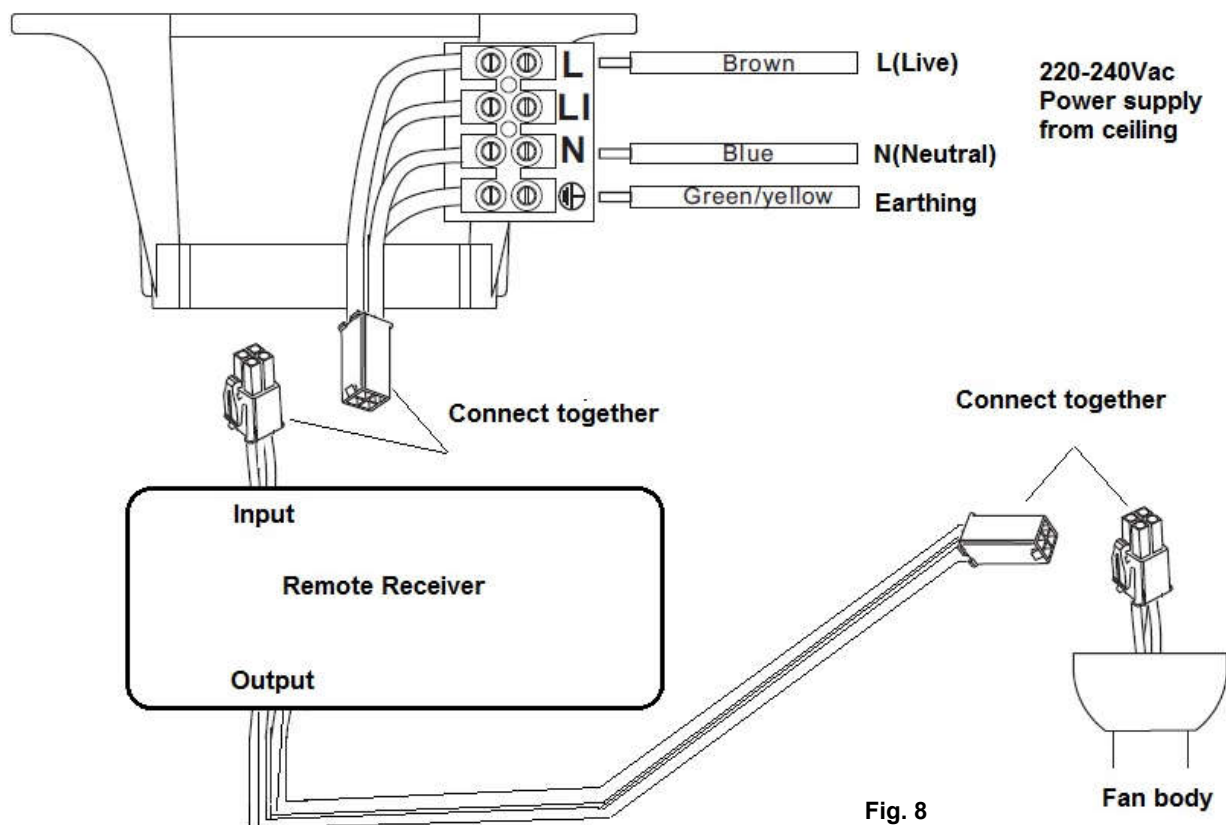 L
LI
N
Brown
L(Live)
Blue
N(Neutral)
Green/yellow
Earthing
220-240Vac
Power supply
from ceiling
Connect together
Connect together
Input
Remote Receiver
Output
Fan body
Fig. 8